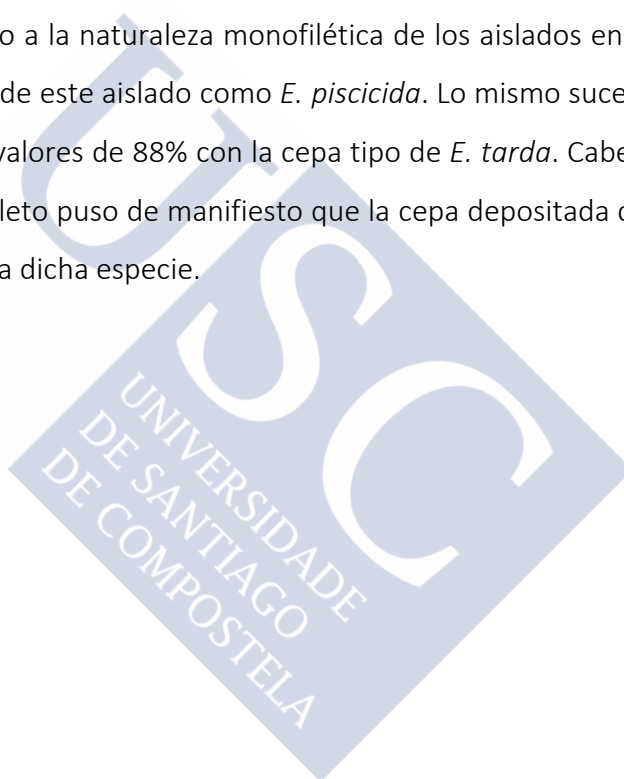 o a la naturaleza monofilética de los aislados en
de este aislado como E. piscicida. Lo mismo suce
valores de 88% con la cepa tipo de E. tarda. Cabe
leto puso de manifiesto que la cepa depositada
a dicha especie.
USC
UNIVERSIDADE
DE SANTIAGO
DE COMPOSTELA